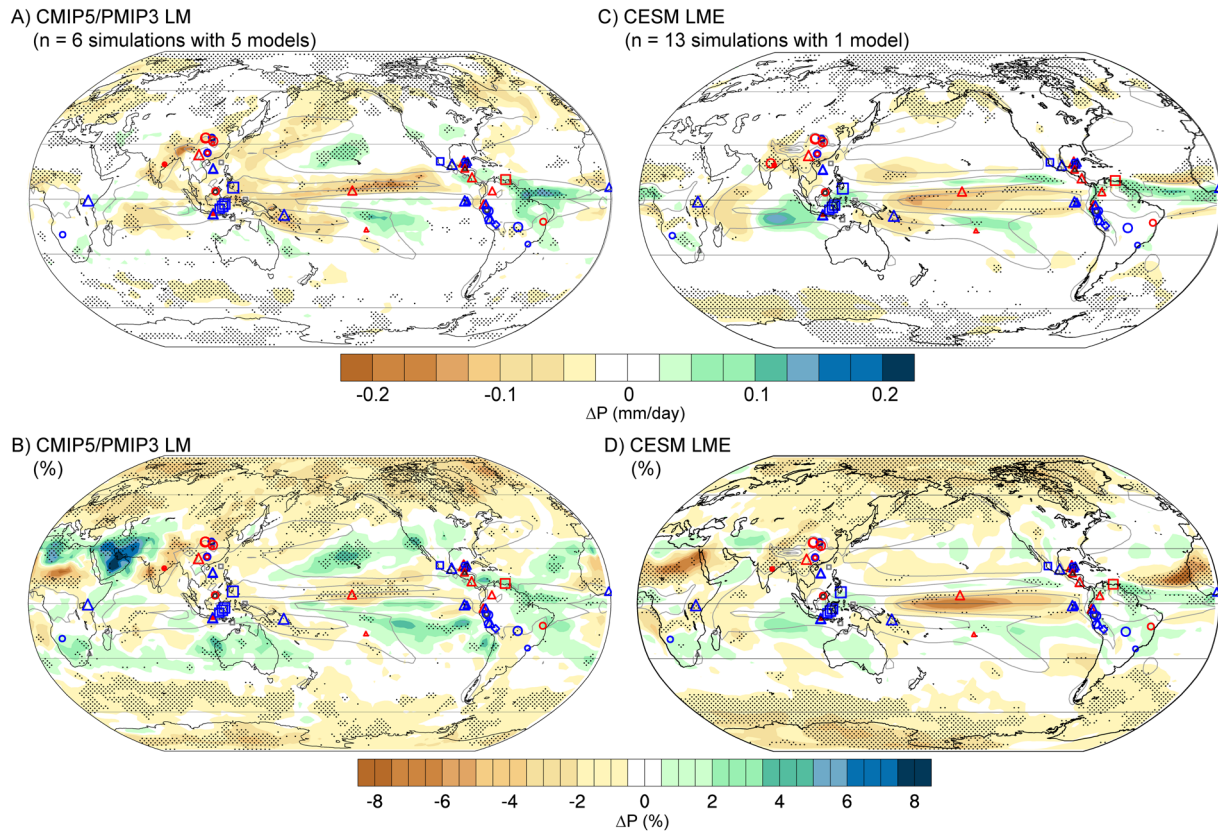 A) CMIP5/PMIP3 LM
(n = 6 simulations with 5 models)
C) CESM LME
(n = 13 simulations with 1 model)
-0.2 -0.1 0 0.1 0.2
ΔP (mm/day)
B) CMIP5/PMIP3 LM
(%)
D) CESM LME
(%)
-8 -6 -4 -2 0 2 4 6 8
ΔP (%)